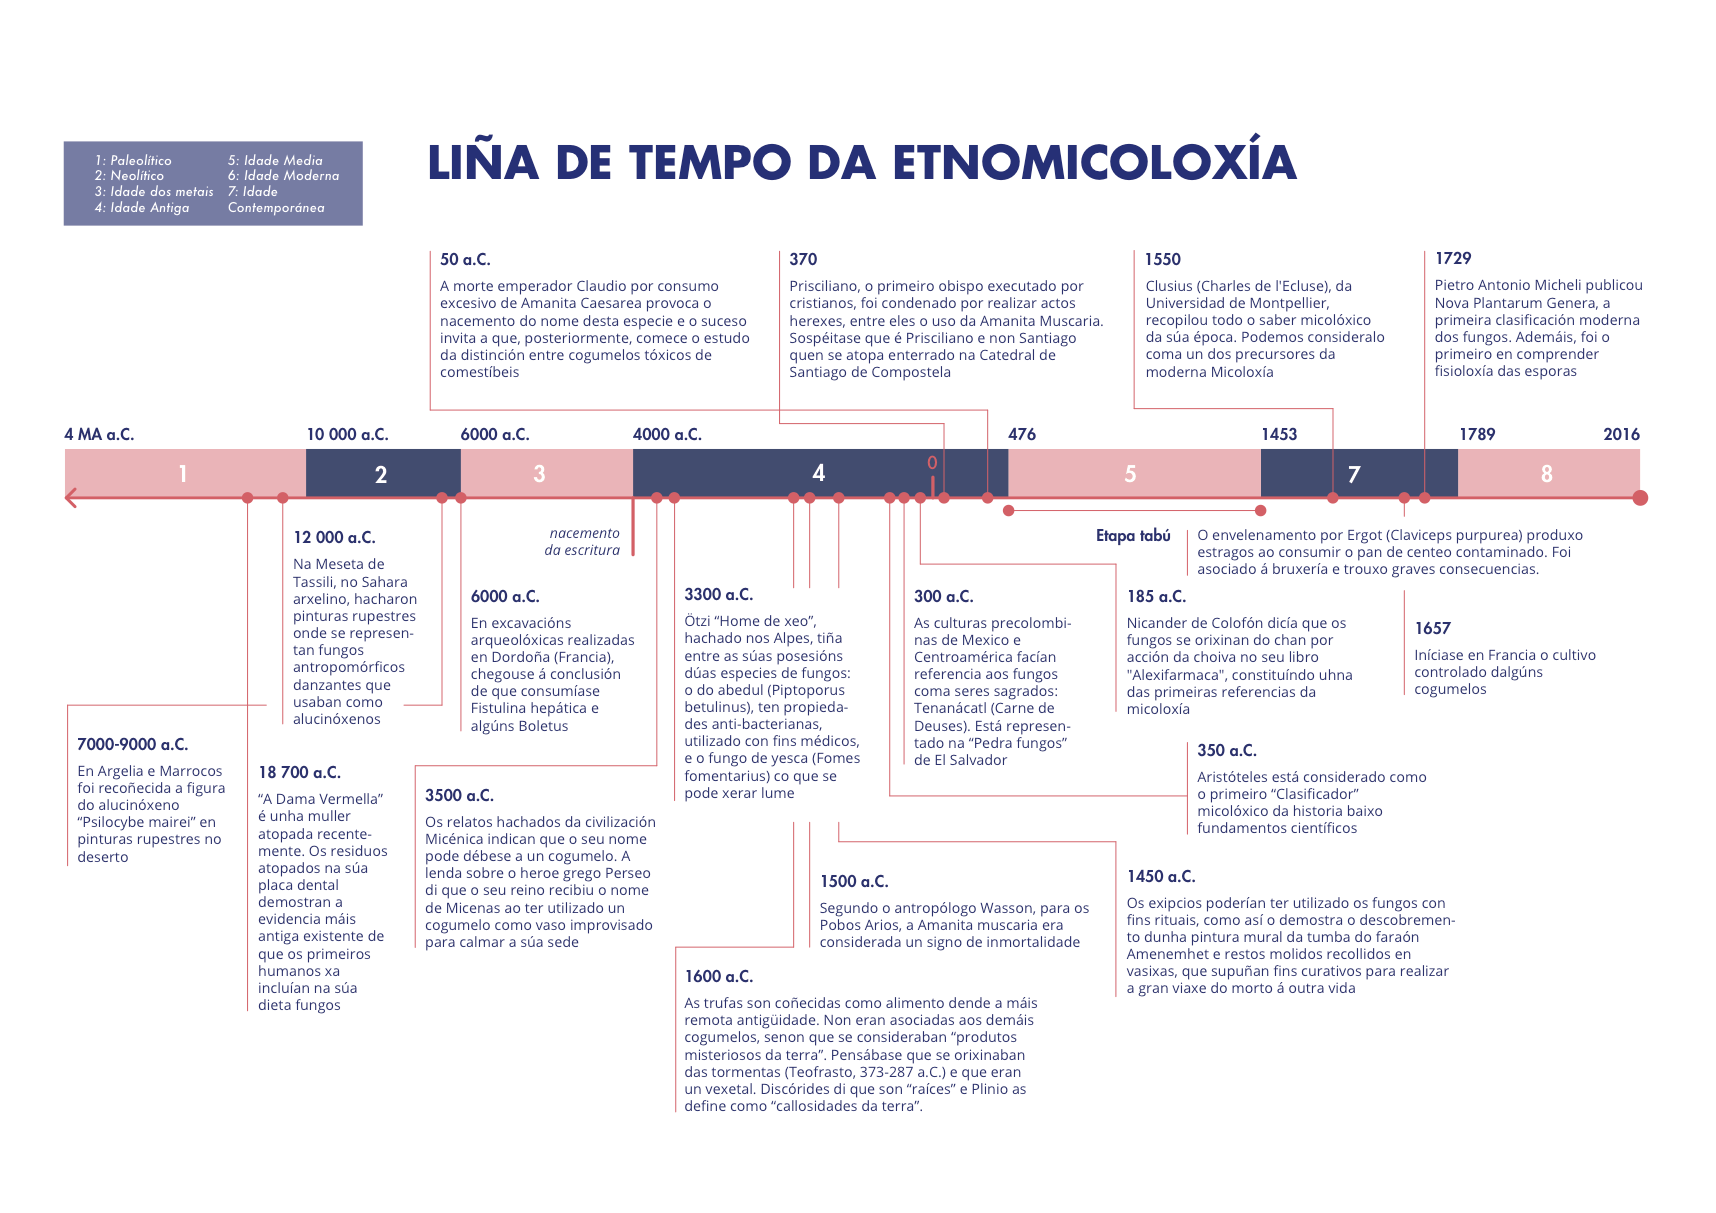 LIÑA DE TEMPO DA ETNOMICOLOXÍA
1: Paleolítico
2: Neolítico
3: Idade dos metais
4: Idade Antiga
5: Idade Media
6: Idade Moderna
7: Idade
Contemporánea
50 a.C.
A morte emperador Claudio por consumo
excesivo de Amanita Caesarea provoca o
nacemento do nome desta especie e o suceso
invita a que, posteriormente, comece o estudo
da distinción entre cogumelos tóxicos de
comestíbeis
370
Prisciliano, o primeiro obispo executado por
cristianos, foi condenado por realizar actos
herexes, entre eles o uso da Amanita Muscaria.
Sospéitase que é Prisciliano e non Santiago
quen se atopa enterrado na Catedral de
Santiago de Compostela
1550
Clusius (Charles de l'Ecluse), da
Universidad de Montpellier,
recopilou todo o saber micolóxico
da súa época. Podemos consideralo
coma un dos precursores da
moderna Micoloxía
1729
Pietro Antonio Micheli publicou
Nova Plantarum Genera, a
primeira clasificación moderna
dos fungos. Ademáis, foi o
primeiro en comprender
fisioloxía das esporas
4 MA a.C.
10 000 a.C.
6000 a.C.
4000 a.C.
476
1453
1789
2016
1
2
3
4
0
5
7
8
nacemento
da escritura
Etapa tabú
O envelenamento por Ergot (Claviceps purpurea) produxo
estragos ao consumir o pan de centeo contaminado. Foi
asociado á bruxería e trouxo graves consecuencias.
12 000 a.C.
Na Meseta de
Tassili, no Sahara
arxelino, hacharon
pinturas rupestres
onde se represen-
tan fungos
antropomórficos
danzantes que
usaban como
alucinóxenos
6000 a.C.
En excavacións
arqueolóxicas realizadas
en Dordoña (Francia),
chegouse á conclusión
de que consumíase
Fistulina hepática e
algúns Boletus
3300 a.C.
Ötzi “Home de xeo”,
hachado nos Alpes, tiña
entre as súas posesións
dúas especies de fungos:
o do abedul (Piptoporus
betulinus), ten propieda-
des anti-bacterianas,
utilizado con fins médicos,
e o fungo de yesca (Fomes
fomentarius) co que se
pode xerar lume
300 a.C.
As culturas precolombi-
nas de Mexico e
Centroamérica facían
referencia aos fungos
coma seres sagrados:
Tenanácatl (Carne de
Deuses). Está represen-
tado na “Pedra fungos”
de El Salvador
185 a.C.
Nicander de Colofón dicía que os
fungos se orixinan do chan por
acción da choiva no seu libro
"Alexifarmaca", constituíndo uhna
das primeiras referencias da
micoloxía
1657
Iníciase en Francia o cultivo
controlado dalgúns
cogumelos
7000-9000 a.C.
En Argelia e Marrocos
foi recoñecida a figura
do alucinóxeno
“Psilocybe mairei” en
pinturas rupestres no
deserto
18 700 a.C.
“A Dama Vermella”
é unha muller
atopada recente-
mente. Os residuos
atopados na súa
placa dental
demostran a
evidencia máis
antiga existente de
que os primeiros
humanos xa
incluían na súa
dieta fungos
3500 a.C.
Os relatos hachados da civilización
Micénica indican que o seu nome
pode débese a un cogumelo. A
lenda sobre o heroe grego Perseo
di que o seu reino recibiu o nome
de Micenas ao ter utilizado un
cogumelo como vaso improvisado
para calmar a súa sede
350 a.C.
Aristóteles está considerado como
o primeiro “Clasificador”
micolóxico da historia baixo
fundamentos científicos
1500 a.C.
Segundo o antropólogo Wasson, para os
Pobos Arios, a Amanita muscaria era
considerada un signo de inmortalidade
1450 a.C.
Os exipcios poderían ter utilizado os fungos con
fins rituais, como así o demostra o descobremen-
to dunha pintura mural da tumba do faraón
Amenemhet e restos molidos recollidos en
vasixas, que supuñan fins curativos para realizar
a gran viaxe do morto á outra vida
1600 a.C.
As trufas son coñecidas como alimento dende a máis
remota antigüidade. Non eran asociadas aos demáis
cogumelos, senon que se consideraban “produtos
misteriosos da terra”. Pensábase que se orixinaban
das tormentas (Teofrasto, 373-287 a.C.) e que eran
un vexetal. Discórides di que son “raíces” e Plinio as
define como “callosidades da terra”.